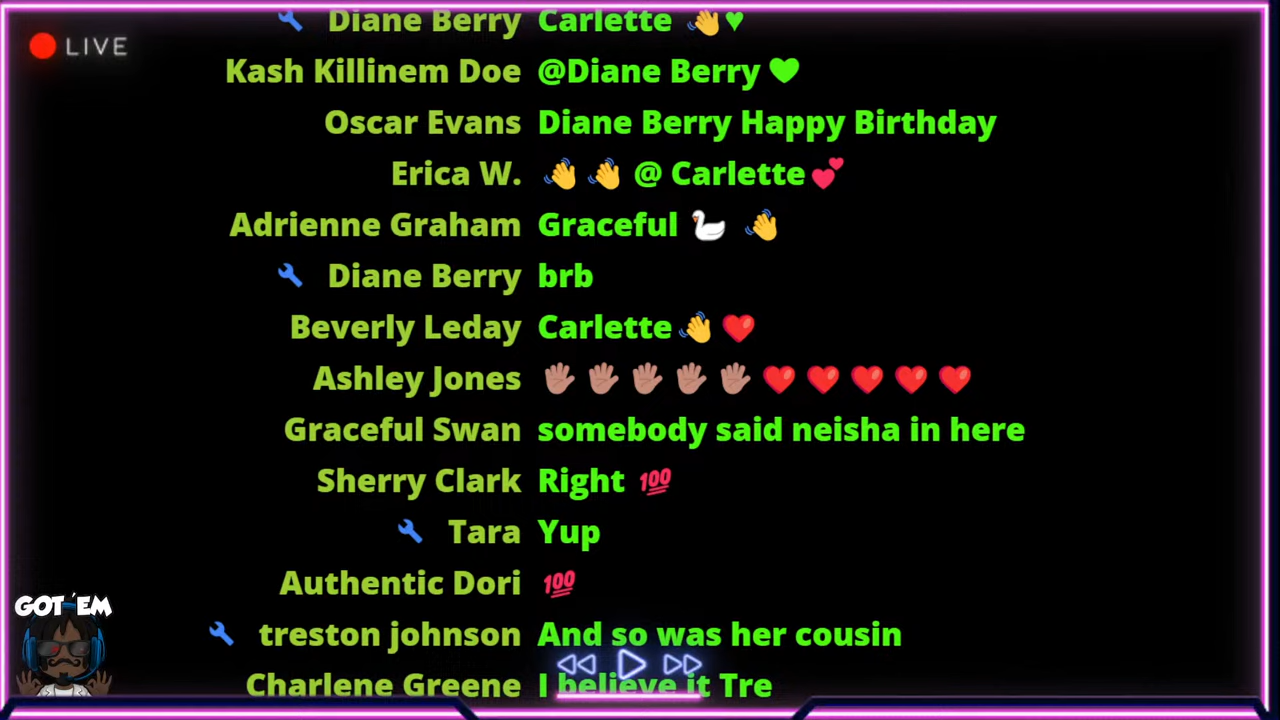 Diane Berry Carlette 👋♥
LIVE
Kash Killinem Doe @Diane Berry 💚
Oscar Evans Diane Berry Happy Birthday
Erica W. 👋 👋 @ Carlette 💕
Adrienne Graham Graceful 🦢 👋
Diane Berry brb
Beverly Leday Carlette 👋 ❤️
Ashley Jones 🖐🏽 🖐🏽 🖐🏽 🖐🏽 🖐🏽 ❤️ ❤️ ❤️ ❤️ ❤️
Graceful Swan somebody said neisha in here
Sherry Clark Right 💯
Tara Yup
Authentic Dori 💯
GOT 'EM
treston johnson And so was her cousin
Charlene Greene I believe it Tre